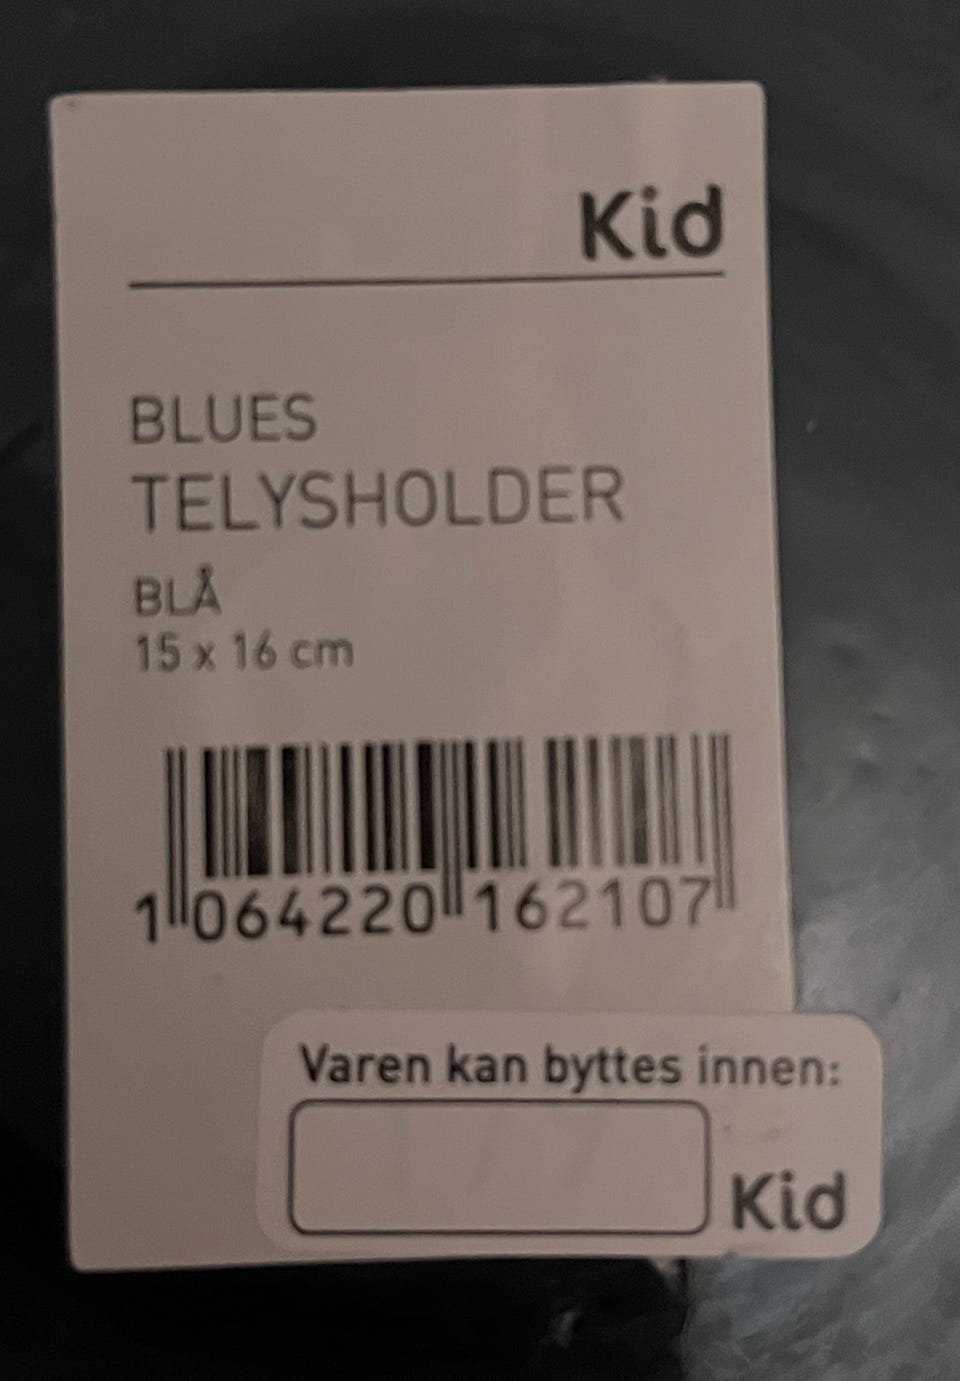 Kid
BLUES
TELYSHOLDER
BLÅ
15 x 16 cm
1 064220 162107
Varen kan byttes innen:
Kid